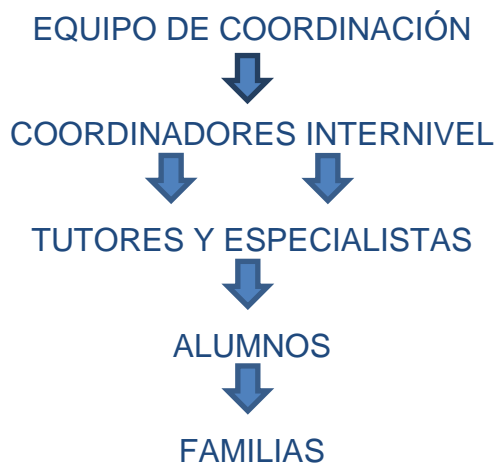 EQUIPO DE COORDINACIÓN
COORDINADORES INTERNIVEL
TUTORES Y ESPECIALISTAS
ALUMNOS
FAMILIAS